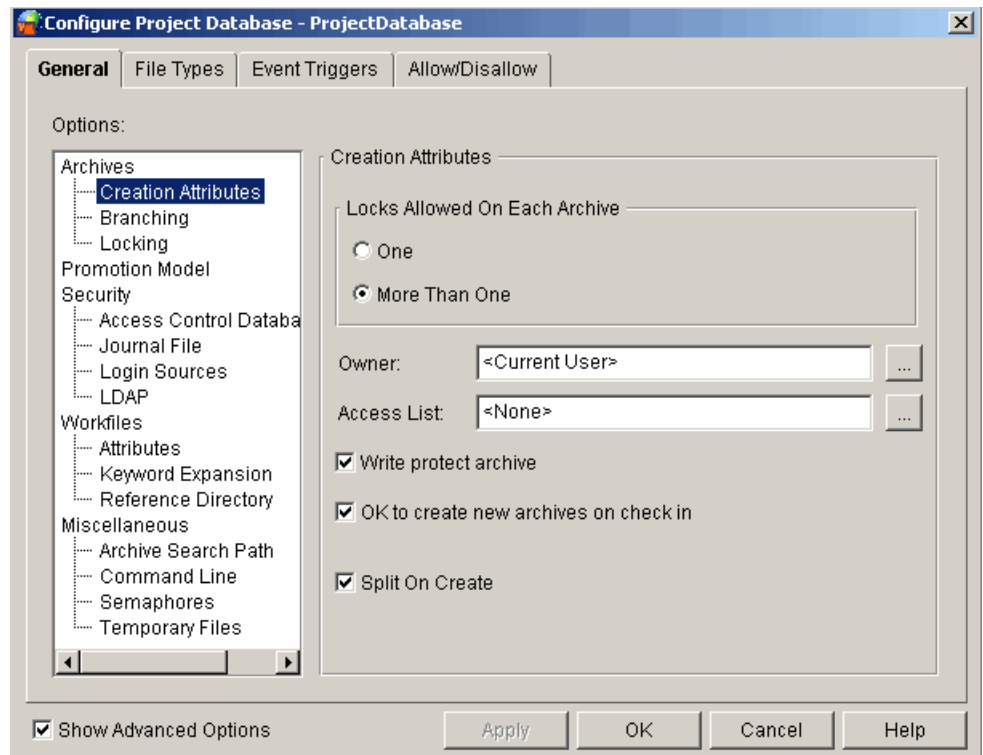 Configure Project Database - ProjectDatabase
General File Types Event Triggers Allow/Disallow
Options:
Archives
Creation Attributes
Branching
Locking
Promotion Model
Security
Access Control Databa
Journal File
Login Sources
LDAP
Workfiles
Attributes
Keyword Expansion
Reference Directory
Miscellaneous
Archive Search Path
Command Line
Semaphores
Temporary Files
Creation Attributes
Locks Allowed On Each Archive
One
More Than One
Owner: <Current User> ...
Access List: <None> ...
Write protect archive
OK to create new archives on check in
Split On Create
Show Advanced Options
Apply OK Cancel Help